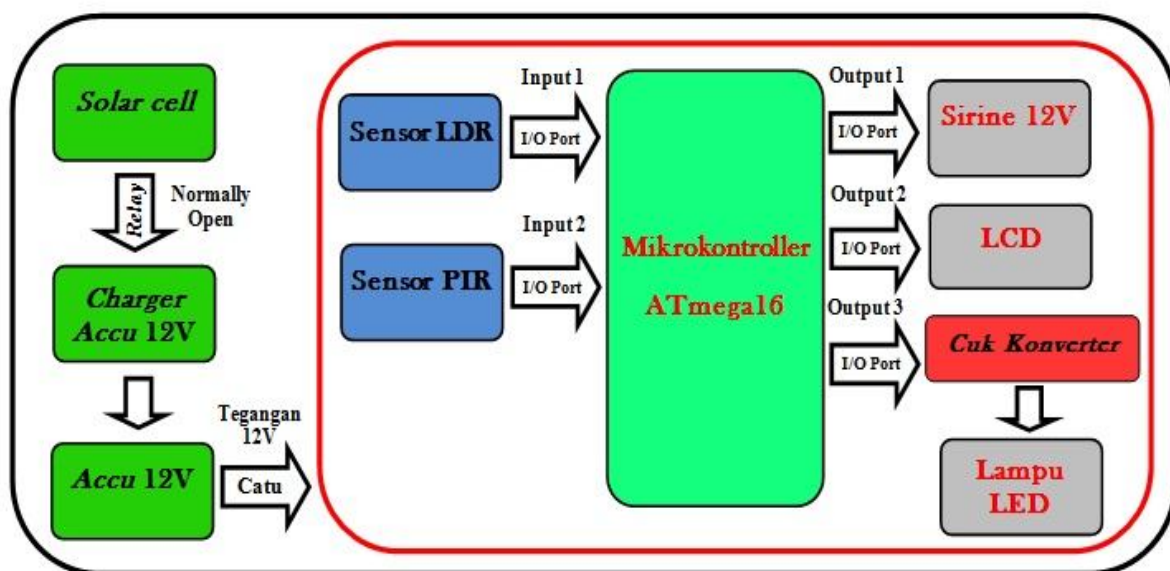 Solar cell
Relay
Normally
Open
Charger
Accu 12V
Accu 12V
Tegangan
12V
Catu
Sensor LDR
Input 1
I/O Port
Sensor PIR
Input 2
I/O Port
Mikrokontroller
ATmega16
Output 1
I/O Port
Sirine 12V
Output 2
I/O Port
LCD
Output 3
I/O Port
Cuk Konverter
Lampu
LED